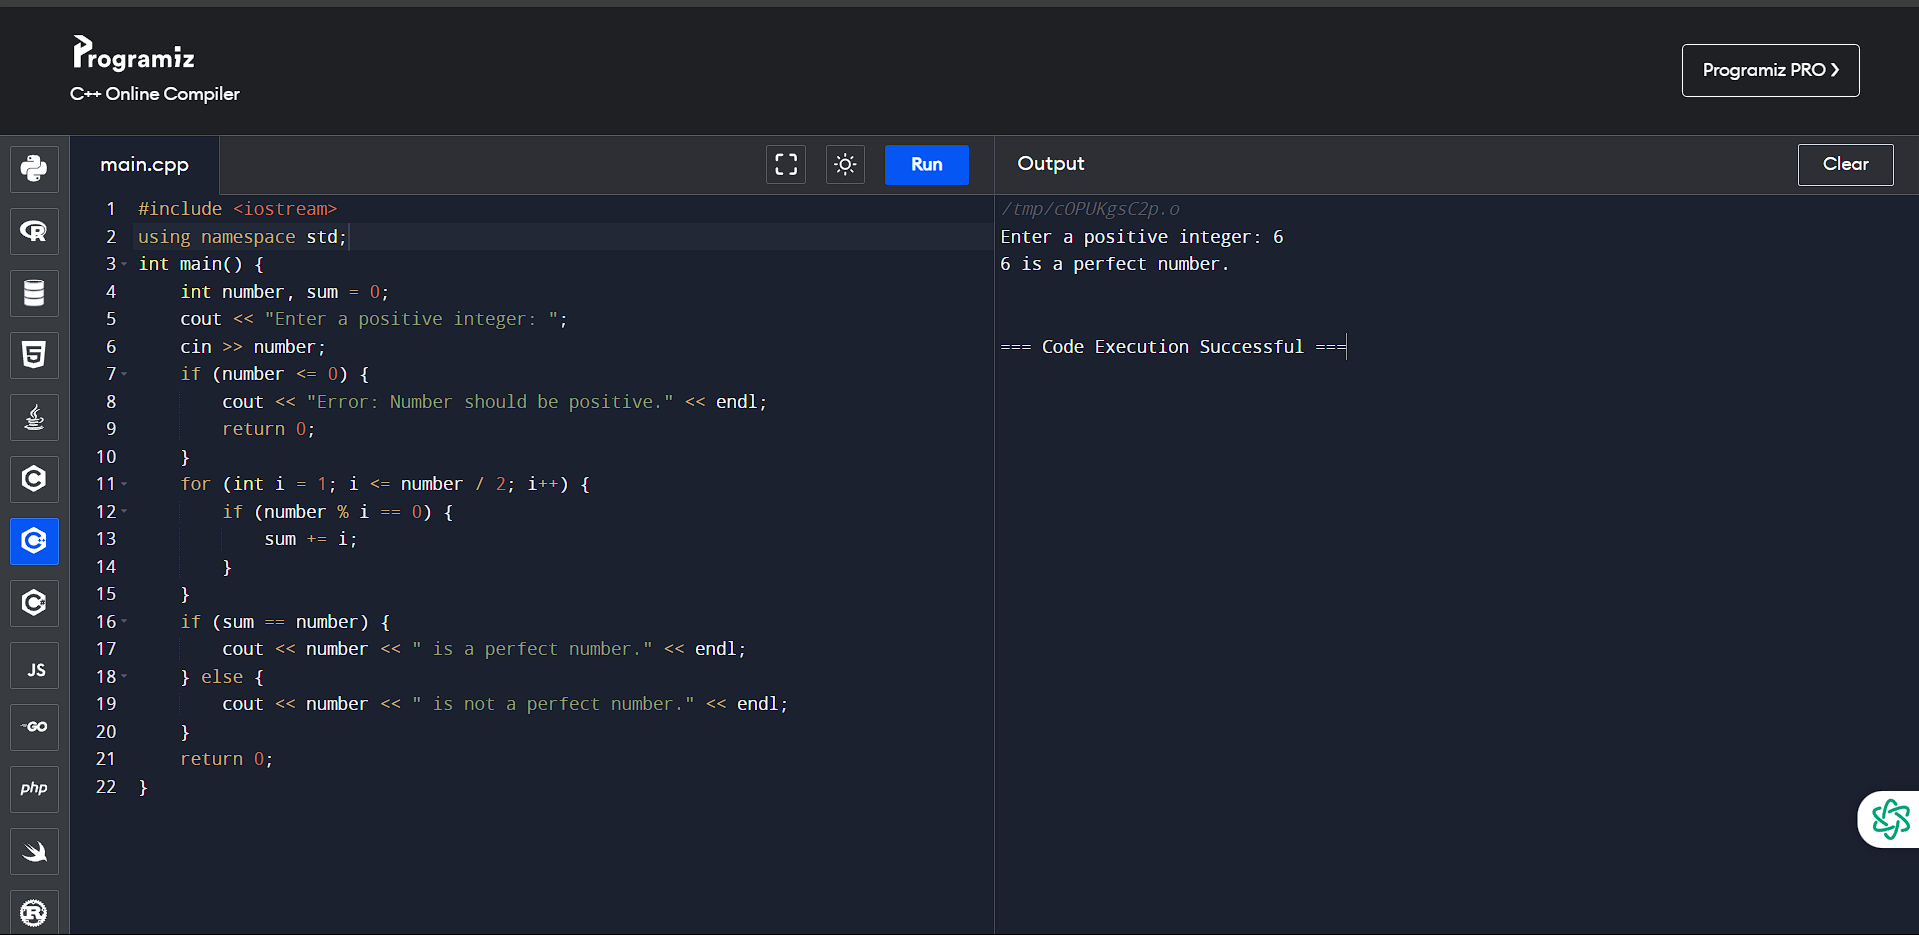 Programiz
C++ Online Compiler
Programiz PRO ❯
main.cpp
Run
Output
Clear
1 #include <iostream>
2 using namespace std;
3 int main() {
4     int number, sum = 0;
5     cout << "Enter a positive integer: ";
6     cin >> number;
7     if (number <= 0) {
8         cout << "Error: Number should be positive." << endl;
9         return 0;
10     }
11     for (int i = 1; i <= number / 2; i++) {
12         if (number % i == 0) {
13             sum += i;
14         }
15     }
16     if (sum == number) {
17         cout << number << " is a perfect number." << endl;
18     } else {
19         cout << number << " is not a perfect number." << endl;
20     }
21     return 0;
22 }
/tmp/cOPUKgsC2p.o
Enter a positive integer: 6
6 is a perfect number.
=== Code Execution Successful ===
R
5
C
C++
C
JS
GO
php
R